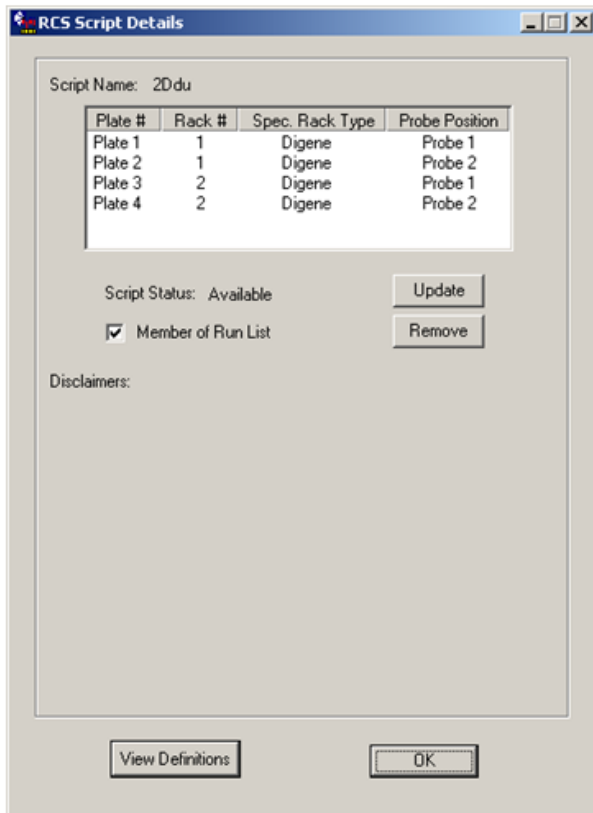 RCS Script Details
Script Name: 2Ddu
Plate # Rack # Spec. Rack Type Probe Position
Plate 1 1 Digene Probe 1
Plate 2 1 Digene Probe 2
Plate 3 2 Digene Probe 1
Plate 4 2 Digene Probe 2
Script Status: Available Update
Member of Run List Remove
Disclaimers:
View Definitions OK